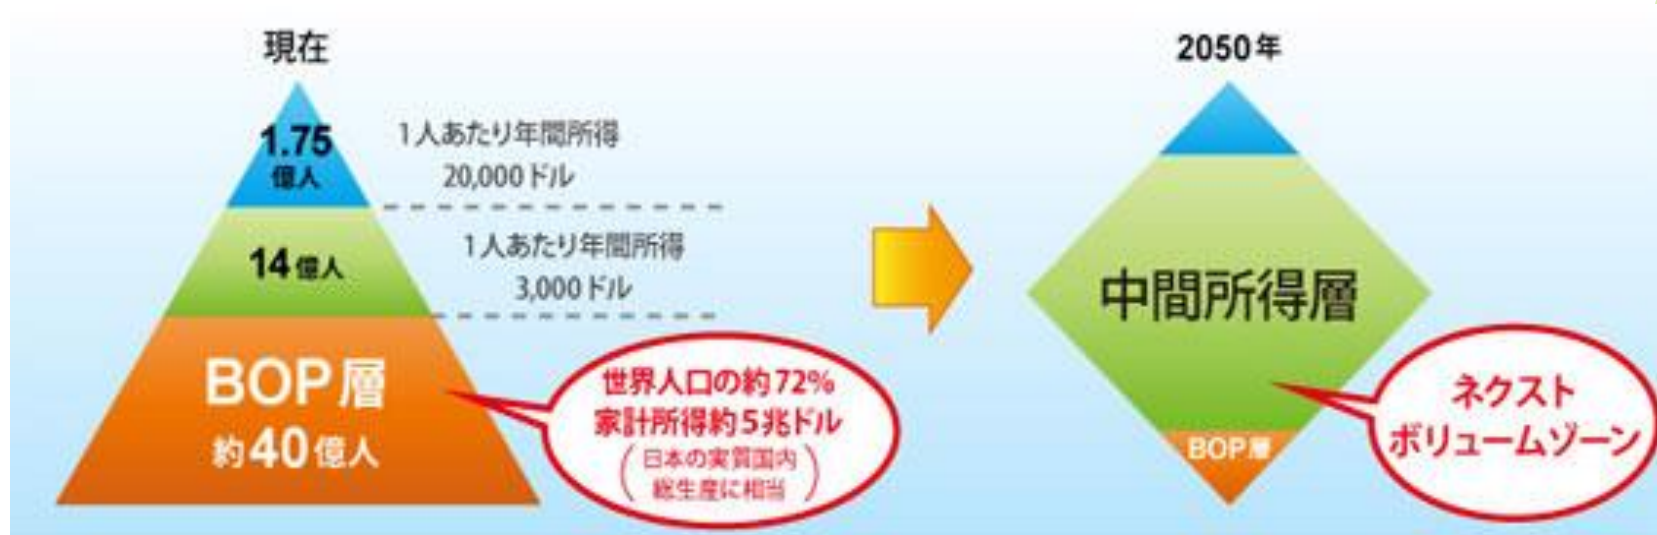 現在
1.75
億人
1人あたり年間所得
20,000ドル
14億人
1人あたり年間所得
3,000ドル
BOP層
約40億人
世界人口の約72%
家計所得約5兆ドル
(日本の実質国内
総生産に相当)
2050年
中間所得層
BOP層
ネクスト
ボリュームゾーン